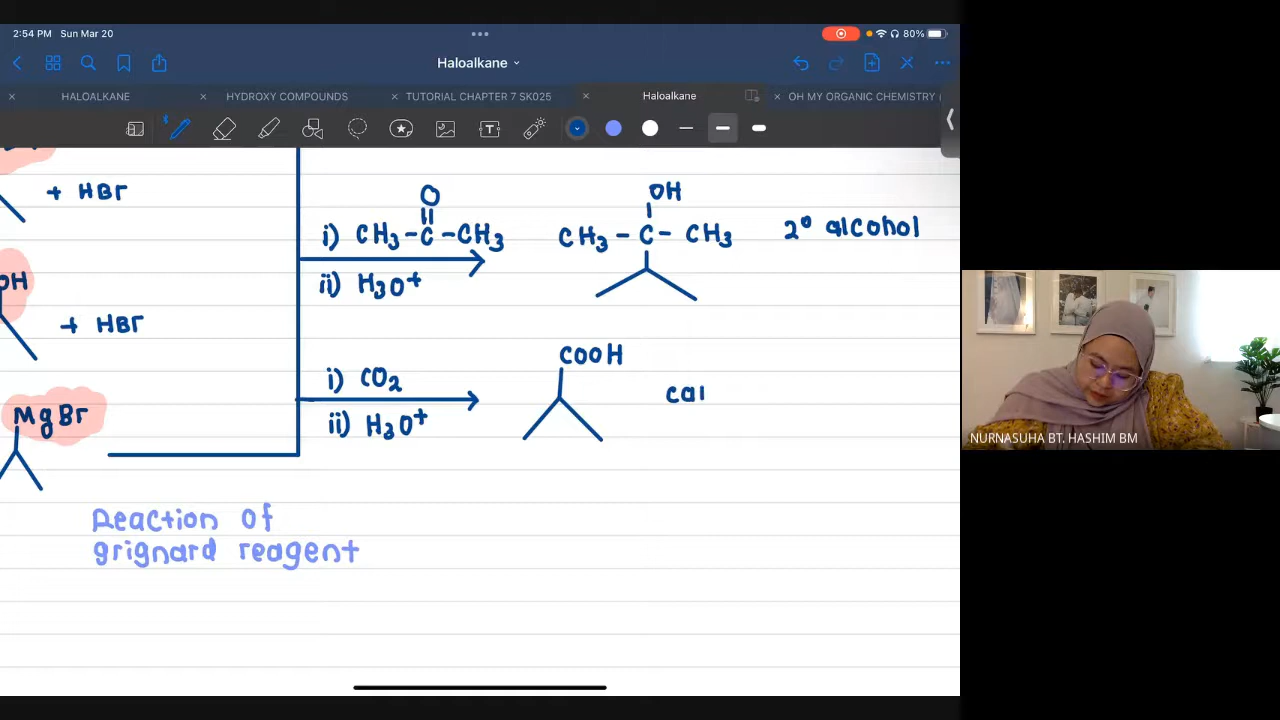 2:54 PM Sun Mar 20
80%
Haloalkane
HALOALKANE
HYDROXY COMPOUNDS
TUTORIAL CHAPTER 7 SK025
Haloalkane
OH MY ORGANIC CHEMISTRY (
+ HBr
OH
+ HBr
MgBr
O
i) CH3-C-CH3
ii) H3O+
OH
CH3-C-CH3
2° alcohol
i) CO2
ii) H3O+
COOH
cal
Reaction of
grignard reagent
NURNASUHA BT. HASHIM BM